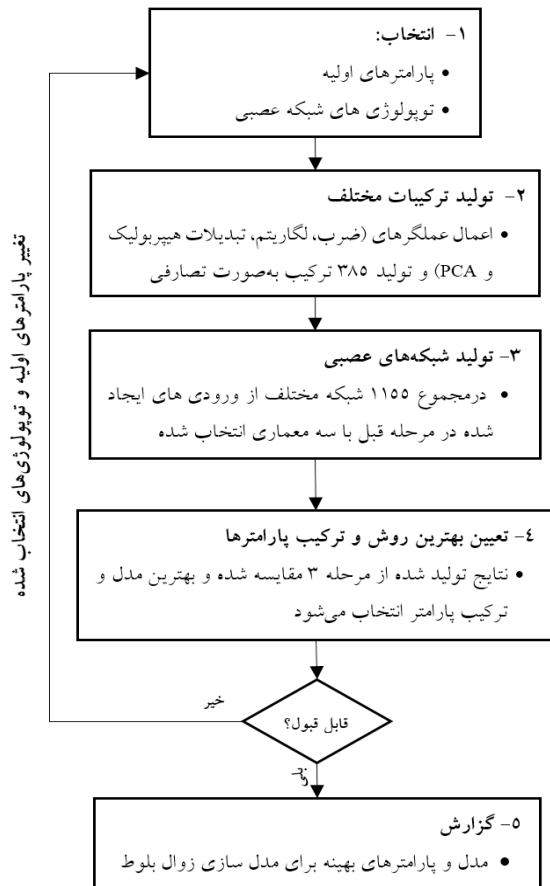 ۱- انتخاب:
• پارامترهای اولیه
• توپولوژی های شبکه عصبی
۲- تولید ترکیبات مختلف
• اعمال عملگرهای (ضرب، لگاریتم، تبدیلات هیپربولیک
و PCA) و تولید ۳۸۵ ترکیب به‌صورت تصارفی
۳- تولید شبکه‌های عصبی
• درمجموع ۱۱۵۵ شبکه مختلف از ورودی های ایجاد
شده در مرحله قبل با سه معماری انتخاب شده
٤- تعیین بهترین روش و ترکیب پارامترها
• نتایج تولید شده از مرحله ۳ مقایسه شده و بهترین مدل و
ترکیب پارامتر انتخاب می‌شود
قابل قبول؟
خیر
بلی
تغییر پارامترهای اولیه و توپولوژی‌های انتخاب شده
۵- گزارش
• مدل و پارامترهای بهینه برای مدل سازی زوال بلوط